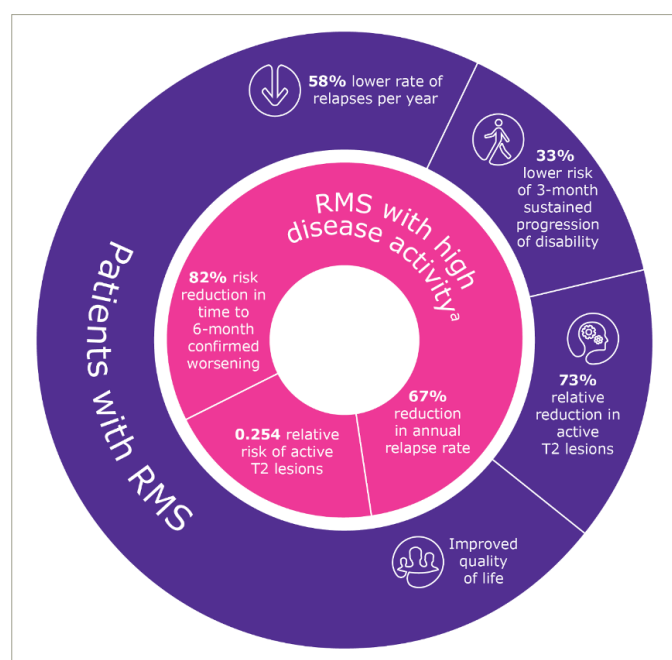 Patients with RMS
58% lower rate of
relapses per year
33%
lower risk
of 3-month
sustained
progression
of disability
73%
relative
reduction in
active
T2 lesions
Improved
quality
of life
RMS with high
disease activityᵃ
82% risk
reduction in
time to
6-month
confirmed
worsening
67%
reduction
in annual
relapse rate
0.254 relative
risk of active
T2 lesions